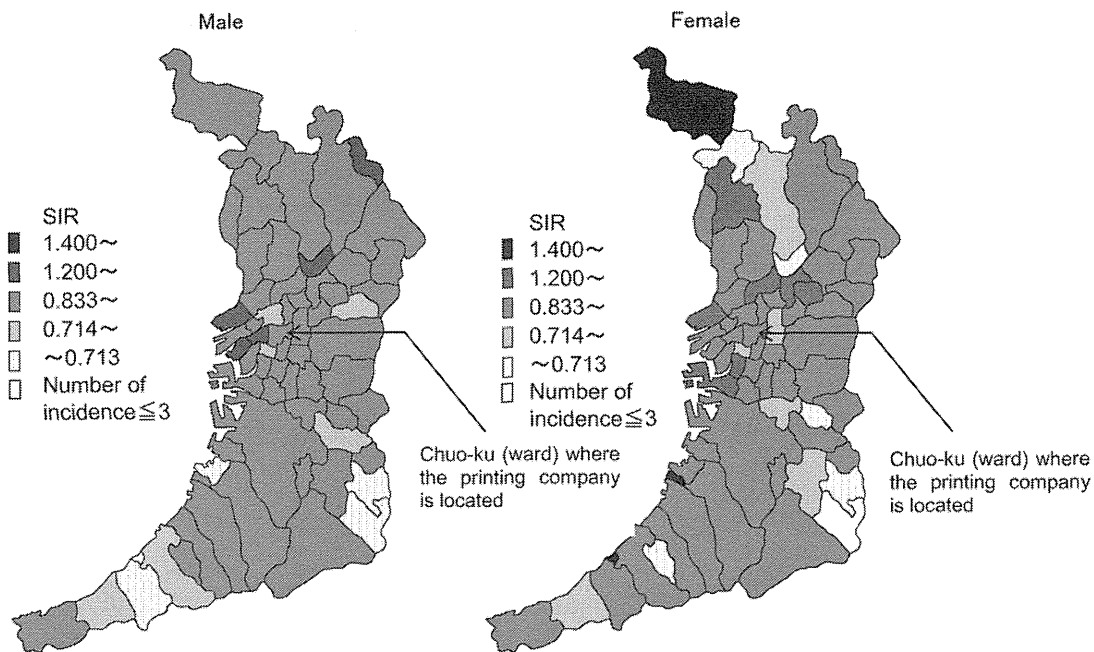 Male
Female
SIR
1.400～
1.200～
0.833～
0.714～
～0.713
Number of
incidence≦3
SIR
1.400～
1.200～
0.833～
0.714～
～0.713
Number of
incidence≦3
Chuo-ku (ward) where
the printing company
is located
Chuo-ku (ward) where
the printing company
is located